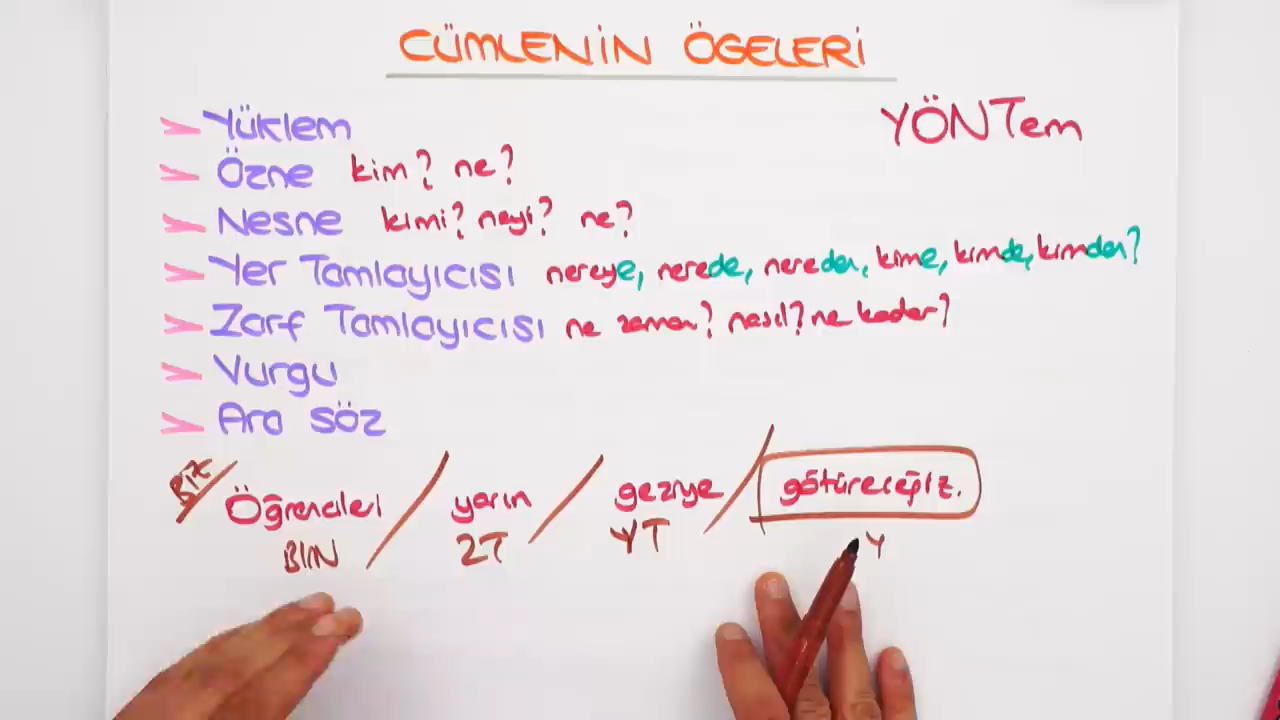 CÜMLENİN ÖGELERİ
YÖNTem
> Yüklem
> Özne kim? ne?
> Nesne kimi? neyi? ne?
> Yer Tamlayıcısı nereye, nerede, nereden, kime, kimde, kimden?
> Zarf Tamlayıcısı ne zaman? nasıl? ne kadar?
> Vurgu
> Ara söz
Biz / Öğrencileri / yarın / geziye / götüreceğiz.
BlN ZT YT Y